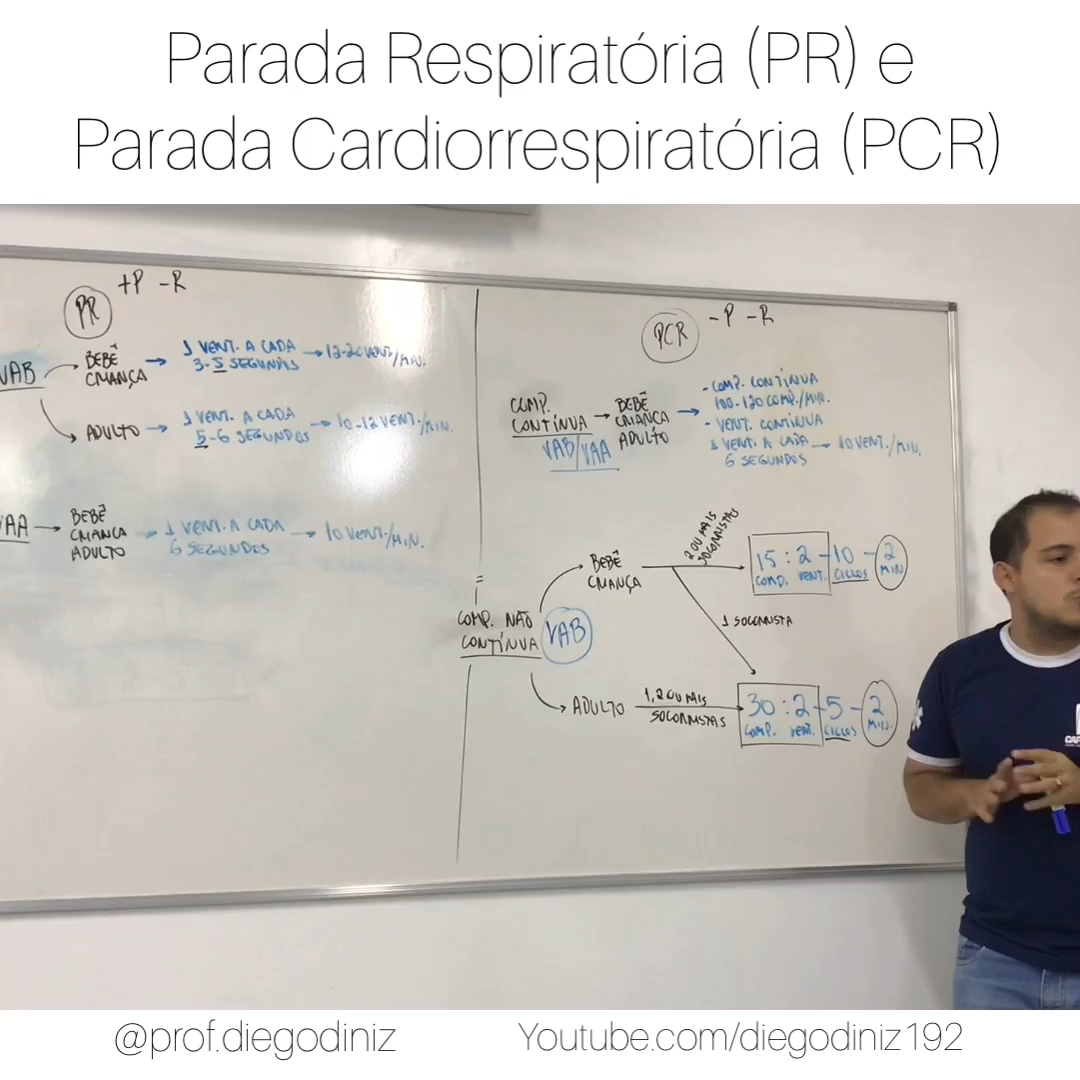 Parada Respiratória (PR) e
Parada Cardiorrespiratória (PCR)
PR +P -R
VAB
BEBÊ
CRIANÇA
1 VENT. A CADA
3-5 SEGUNDOS
12-20 VENT./MIN.
ADULTO
1 VENT. A CADA
5-6 SEGUNDOS
10-12 VENT./MIN.
VAA
BEBÊ
CRIANÇA
ADULTO
1 VENT. A CADA
6 SEGUNDOS
10 VENT./MIN.
PCR -P -R
COMP.
CONTÍNUA
VAB/VAA
BEBÊ
CRIANÇA
ADULTO
- COMP. CONTÍNUA
100-120 COMP./MIN.
- VENT. CONTÍNUA
1 VENT. A CADA
6 SEGUNDOS
10 VENT./MIN.
COMP. NÃO
CONTÍNUA
VAB
BEBÊ
CRIANÇA
2 OU MAIS
SOCORRISTAS
15 : 2 - 10 - 2
COMP. VENT. CICLOS MIN
1 SOCORRISTA
ADULTO
1, 2 OU MAIS
SOCORRISTAS
30 : 2 - 5 - 2
COMP. VENT. CICLOS MIN.
@prof.diegodiniz
Youtube.com/diegodiniz192